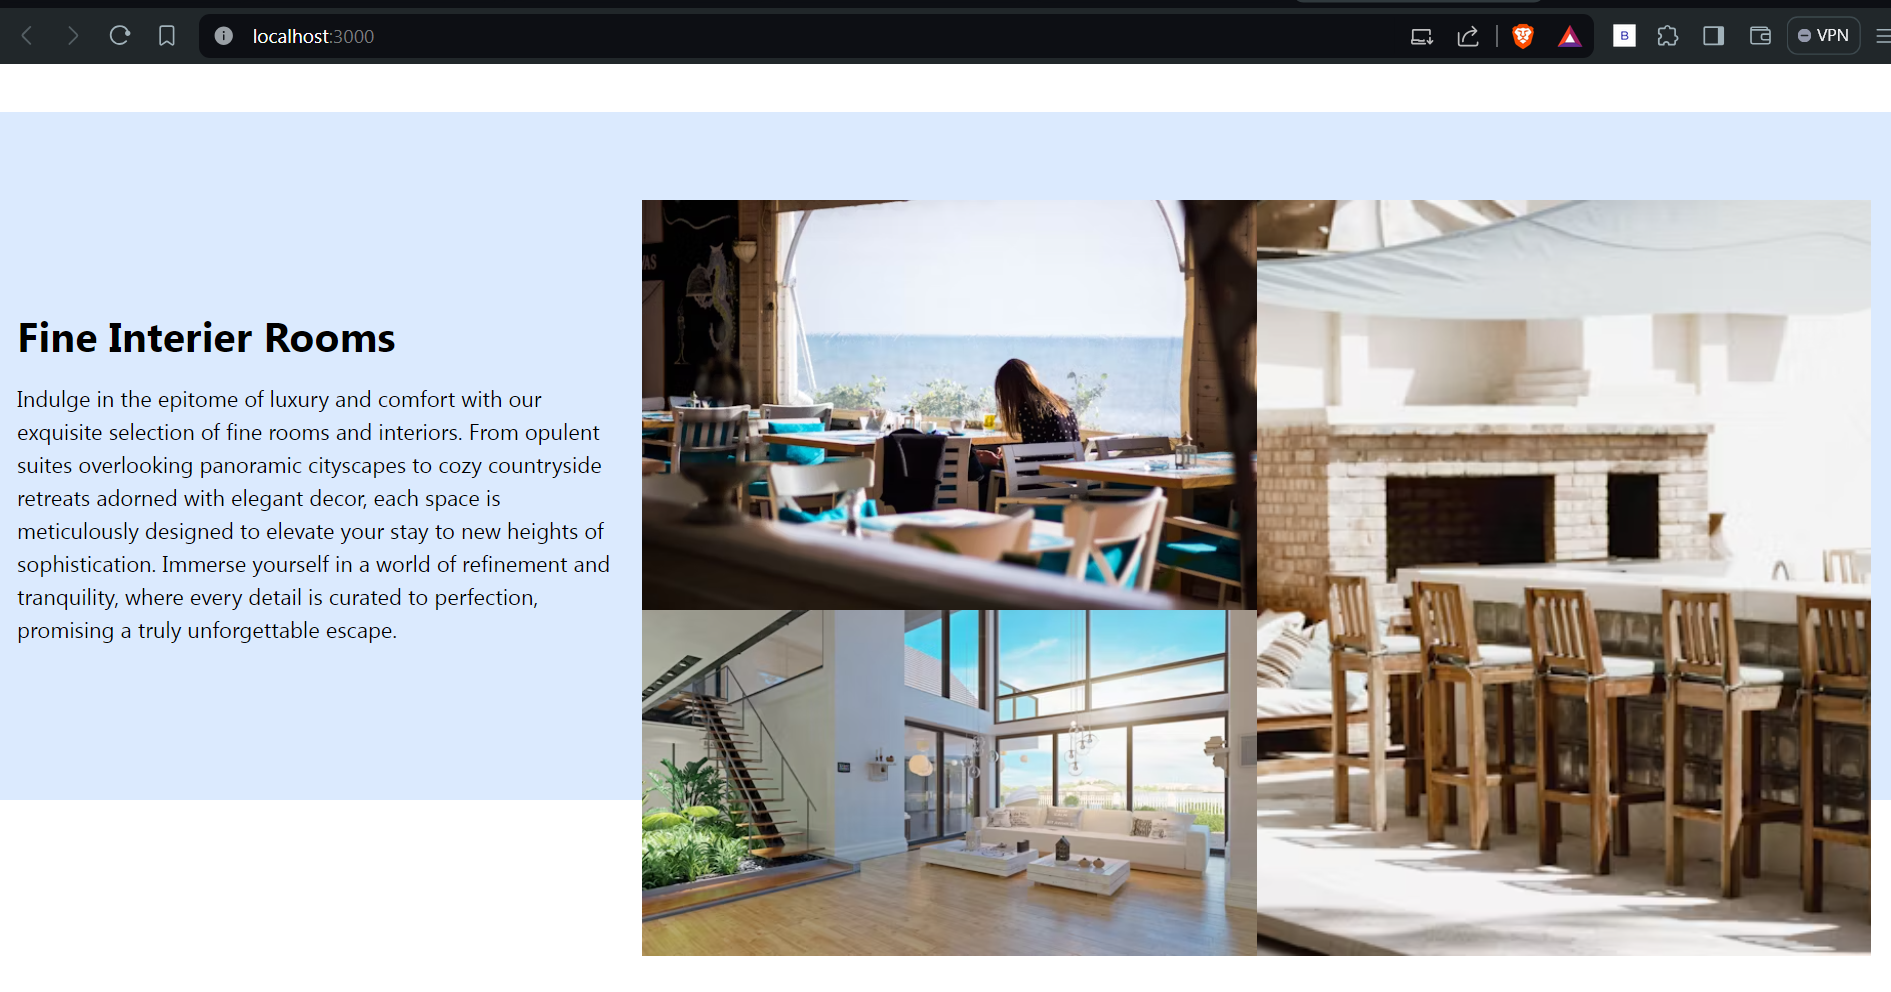 localhost:3000
B
VPN
Fine Interier Rooms
Indulge in the epitome of luxury and comfort with our
exquisite selection of fine rooms and interiors. From opulent
suites overlooking panoramic cityscapes to cozy countryside
retreats adorned with elegant decor, each space is
meticulously designed to elevate your stay to new heights of
sophistication. Immerse yourself in a world of refinement and
tranquility, where every detail is curated to perfection,
promising a truly unforgettable escape.